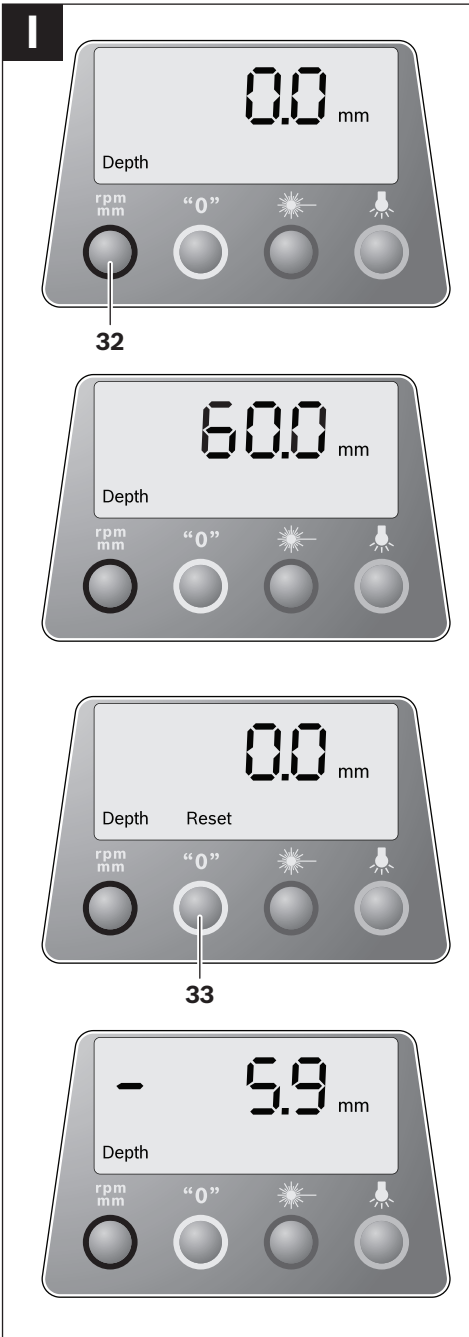 I
0.0 mm
Depth
rpm
mm
“0”
32
60.0 mm
Depth
rpm
mm
“0”
0.0 mm
Depth Reset
rpm
mm
“0”
33
- 5.9 mm
Depth
rpm
mm
“0”